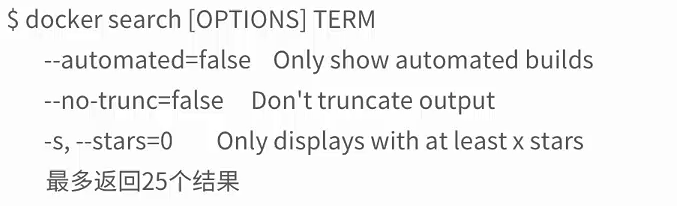 $ docker search [OPTIONS] TERM
--automated=false Only show automated builds
--no-trunc=false Don't truncate output
-s, --stars=0 Only displays with at least x stars
最多返回25个结果